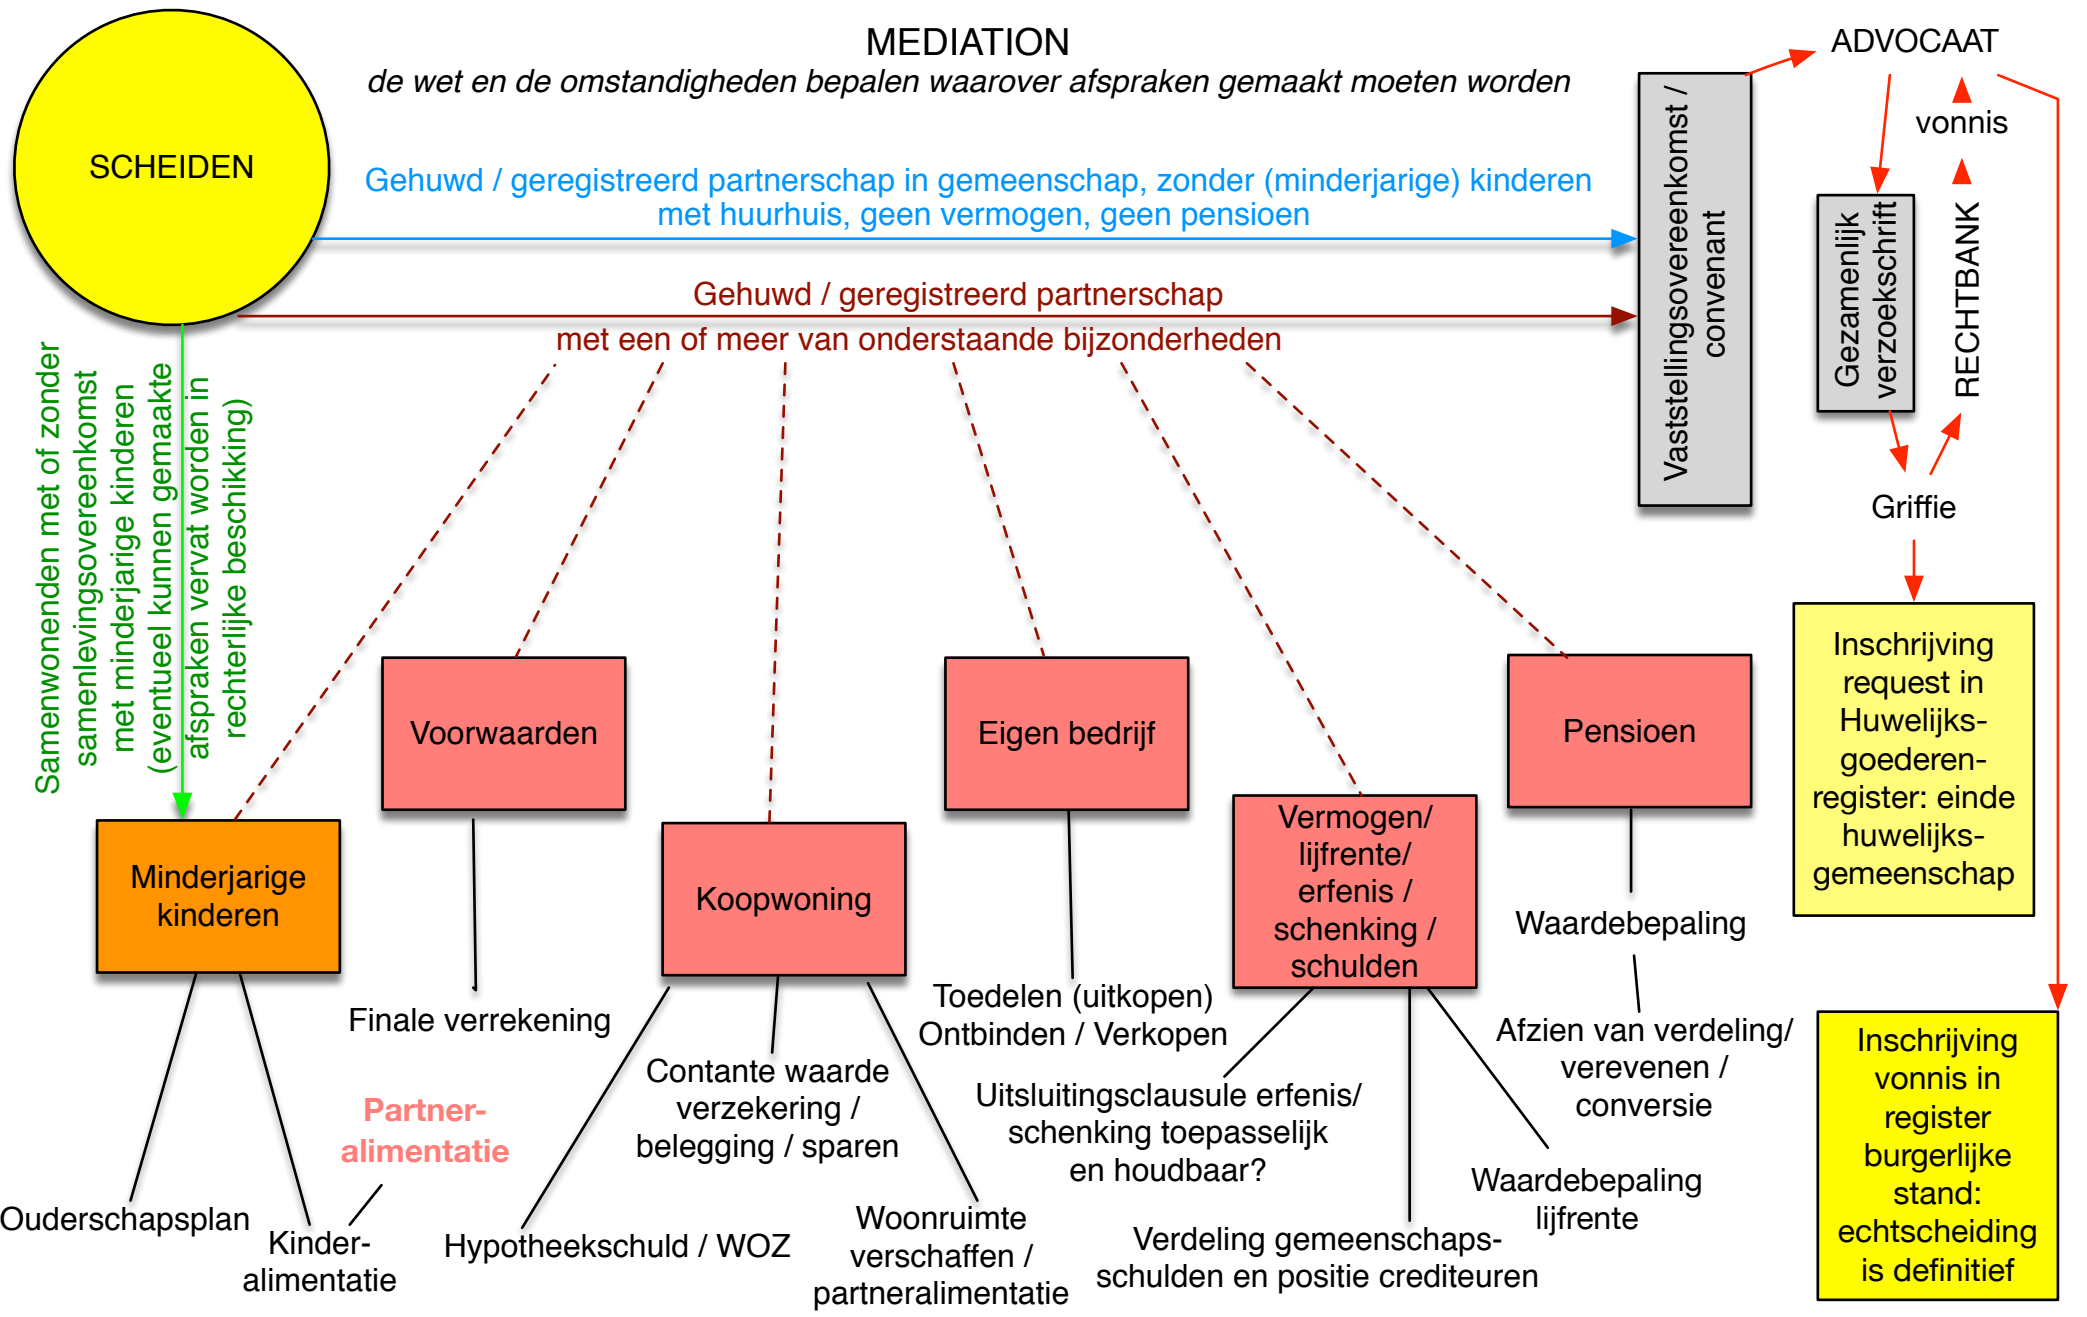 SCHEIDEN
MEDIATION
de wet en de omstandigheden bepalen waarover afspraken gemaakt moeten worden
Gehuwd / geregistreerd partnerschap in gemeenschap, zonder (minderjarige) kinderen
met huurhuis, geen vermogen, geen pensioen
Gehuwd / geregistreerd partnerschap
met een of meer van onderstaande bijzonderheden
Samenwonenden met of zonder
samenlevingsovereenkomst
met minderjarige kinderen
(eventueel kunnen gemaakte
afspraken vervat worden in
rechterlijke beschikking)
Vaststellingsovereenkomst /
convenant
ADVOCAAT
vonnis
Gezamenlijk
verzoekschrift
RECHTBANK
Griffie
Inschrijving
request in
Huwelijks-
goederen-
register: einde
huwelijks-
gemeenschap
Inschrijving
vonnis in
register
burgerlijke
stand:
echtscheiding
is definitief
Minderjarige
kinderen
Ouderschapsplan
Kinder-
alimentatie
Partner-
alimentatie
Voorwaarden
Finale verrekening
Koopwoning
Hypotheekschuld / WOZ
Contante waarde
verzekering /
belegging / sparen
Woonruimte
verschaffen /
partneralimentatie
Eigen bedrijf
Toedelen (uitkopen)
Ontbinden / Verkopen
Vermogen/
lijfrente/
erfenis /
schenking /
schulden
Uitsluitingsclausule erfenis/
schenking toepasselijk
en houdbaar?
Verdeling gemeenschaps-
schulden en positie crediteuren
Waardebepaling
lijfrente
Pensioen
Waardebepaling
Afzien van verdeling/
verevenen /
conversie